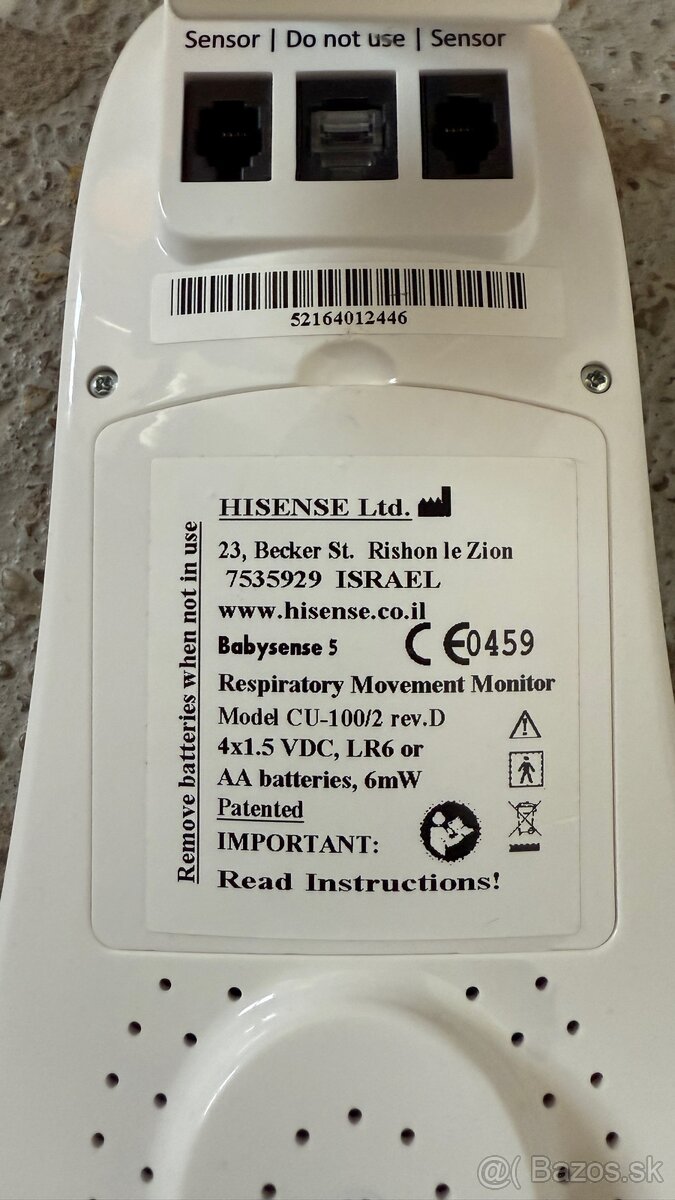 Sensor | Do not use | Sensor
52164012446
HISENSE Ltd.
23, Becker St. Rishon le Zion
7535929 ISRAEL
www.hisense.co.il
Babysense 5 CE0459
Respiratory Movement Monitor
Model CU-100/2 rev.D
4x1.5 VDC, LR6 or
AA batteries, 6mW
Patented
IMPORTANT:
Read Instructions!
Remove batteries when not in use
@( Bazos.sk